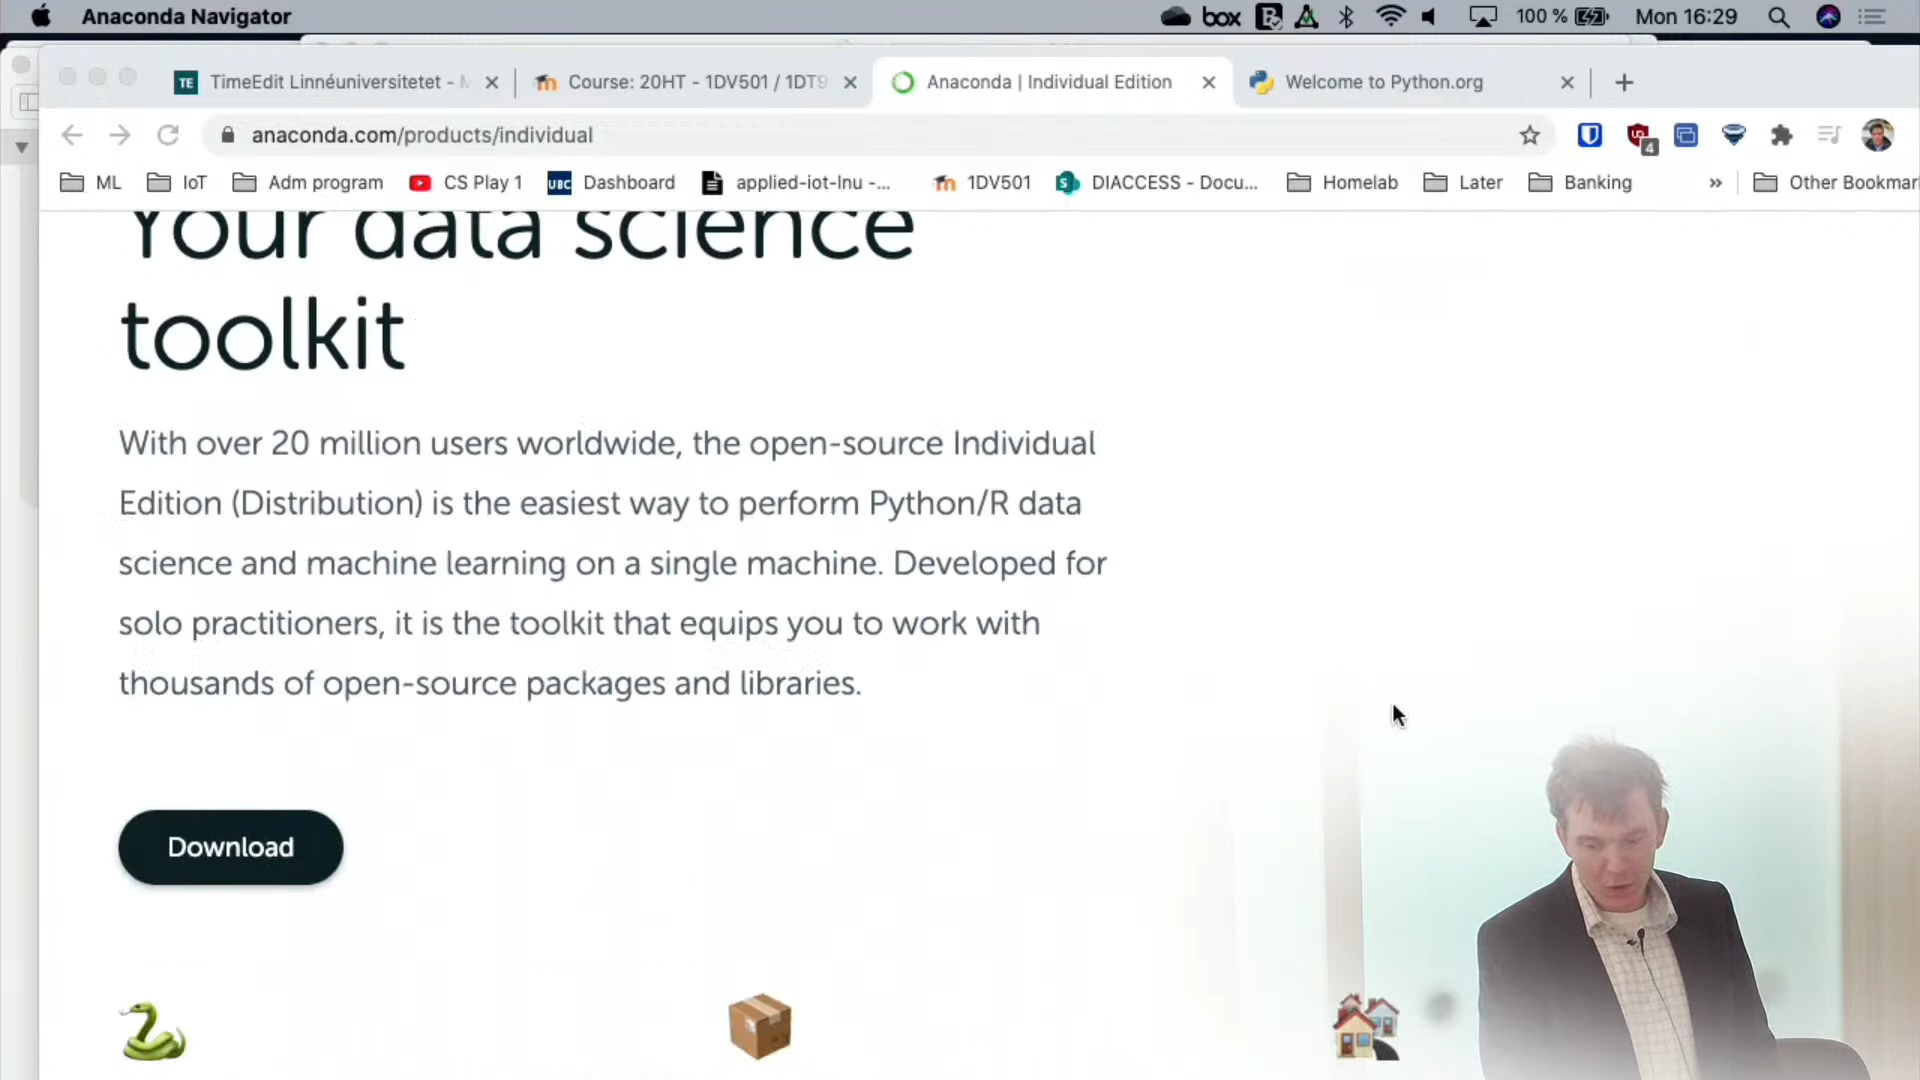 Anaconda Navigator
box
100 %
Mon 16:29
TE TimeEdit Linnéuniversitetet -
Course: 20HT - 1DV501 / 1DT9
Anaconda | Individual Edition
Welcome to Python.org
anaconda.com/products/individual
4
ML
IoT
Adm program
CS Play 1
UBC Dashboard
applied-iot-lnu -...
1DV501
S DIACCESS - Docu...
Homelab
Later
Banking
»
Other Bookmar
Your data science
toolkit
With over 20 million users worldwide, the open-source Individual
Edition (Distribution) is the easiest way to perform Python/R data
science and machine learning on a single machine. Developed for
solo practitioners, it is the toolkit that equips you to work with
thousands of open-source packages and libraries.
Download